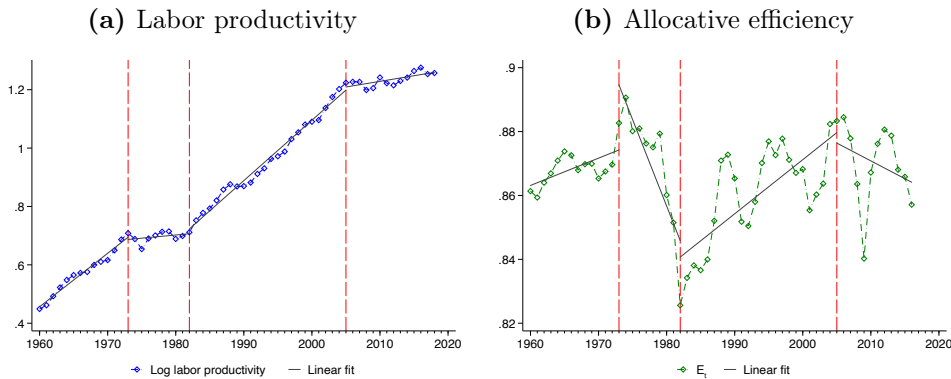 (a) Labor productivity
1.2
1
.8
.6
.4
1960 1970 1980 1990 2000 2010 2020
Log labor productivity Linear fit
(b) Allocative efficiency
.9
.88
.86
.84
.82
1960 1970 1980 1990 2000 2010 2020
E_t Linear fit